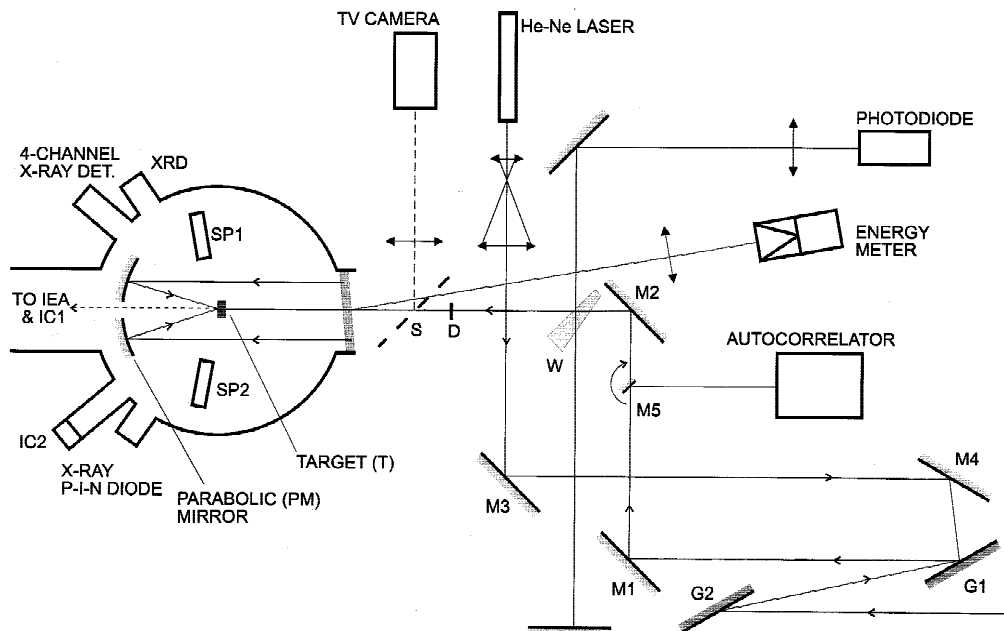 TV CAMERA
He-Ne LASER
PHOTODIODE
4-CHANNEL
X-RAY DET.
XRD
SP1
ENERGY
METER
M2
TO IEA
& IC1
S
D
W
AUTOCORRELATOR
SP2
M5
IC2
X-RAY
P-I-N DIODE
TARGET (T)
PARABOLIC (PM)
MIRROR
M3
M4
M1
G2
G1